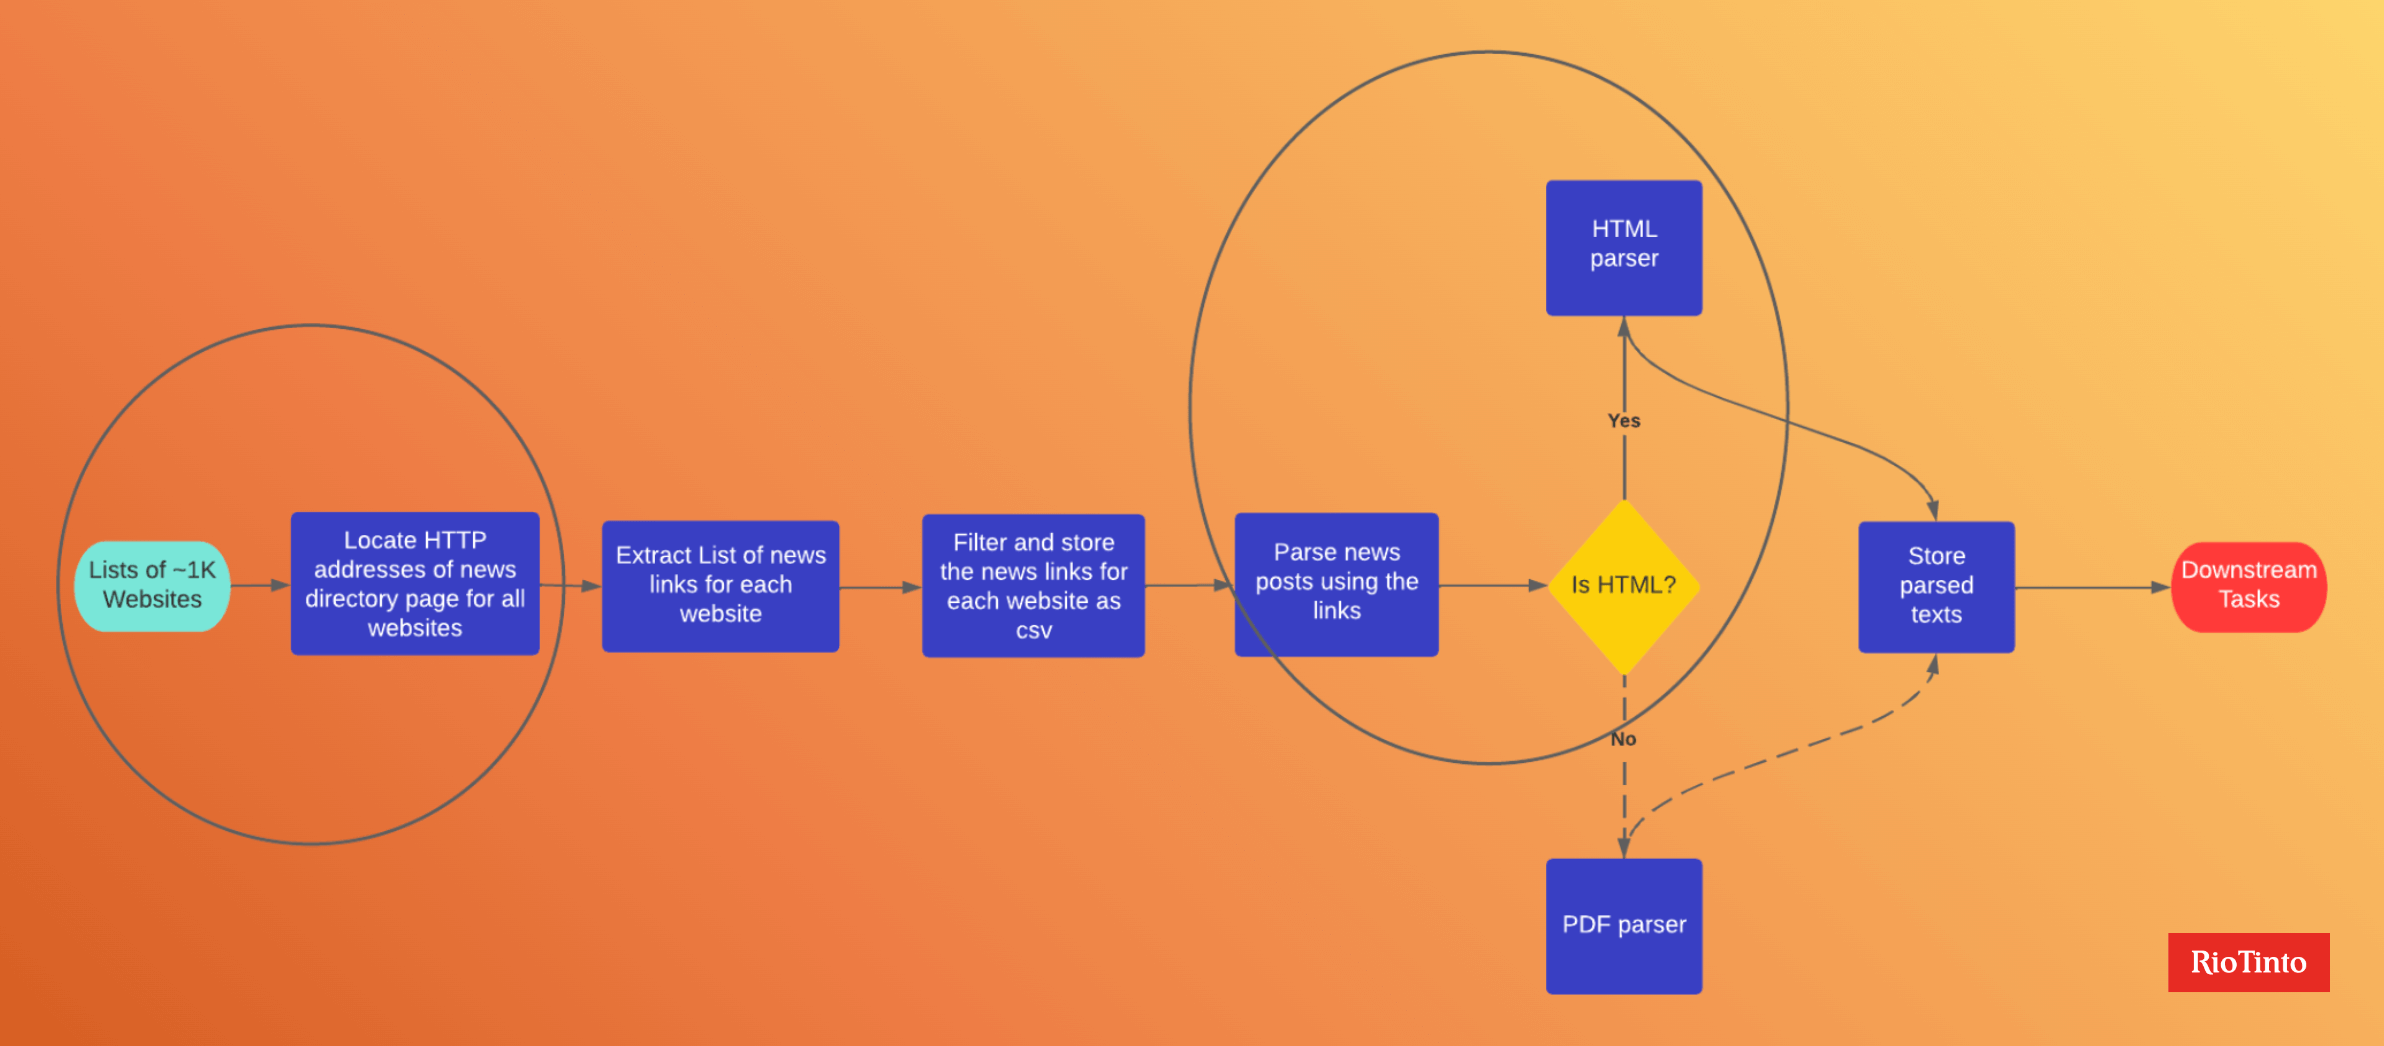 Lists of ~1K
Websites
Locate HTTP
addresses of news
directory page for all
websites
Extract List of news
links for each
website
Filter and store
the news links for
each website as
csv
Parse news
posts using the
links
Is HTML?
Yes
HTML
parser
No
PDF parser
Store
parsed
texts
Downstream
Tasks
RioTinto